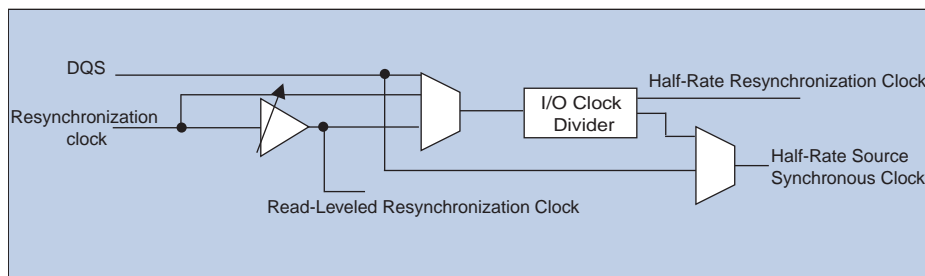 DQS
Half-Rate Resynchronization Clock
I/O Clock
Divider
Resynchronization
clock
Half-Rate Source
Synchronous Clock
Read-Leveled Resynchronization Clock